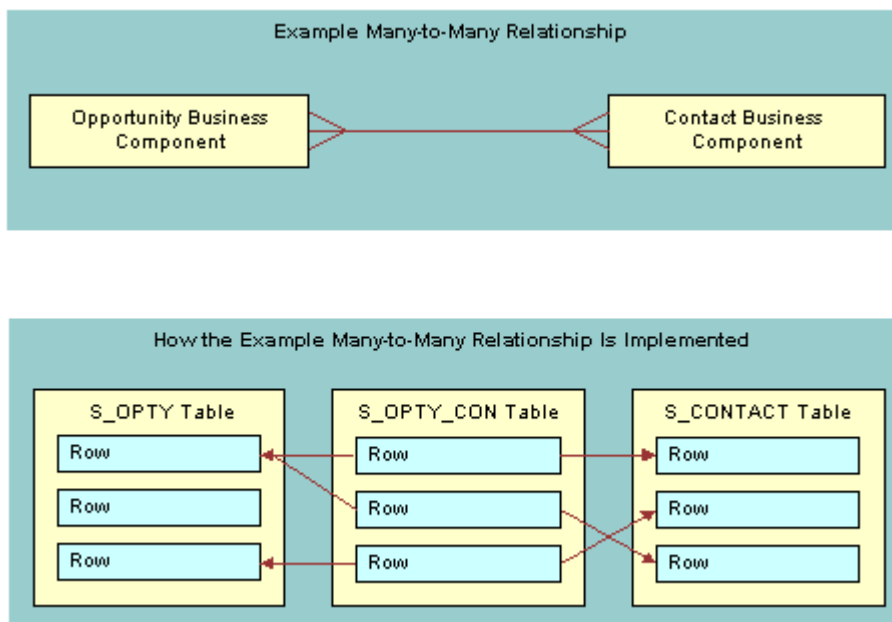 Example Many-to-Many Relationship
Opportunity Business
Component
Contact Business
Component
How the Example Many-to-Many Relationship Is Implemented
S_OPTY Table
Row
Row
Row
S_OPTY_CON Table
Row
Row
Row
S_CONTACT Table
Row
Row
Row